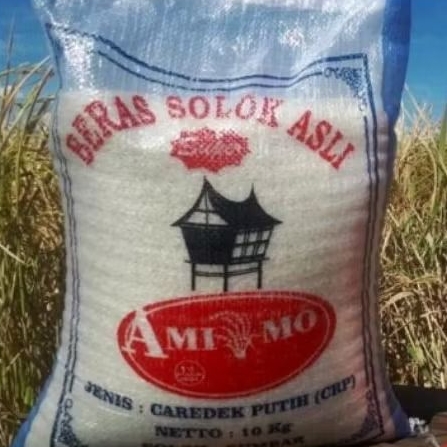 BERAS SOLOK ASLI
AMI MO
JENIS : CAREDEK PUTIH (CRP)
NETTO : 10 Kg